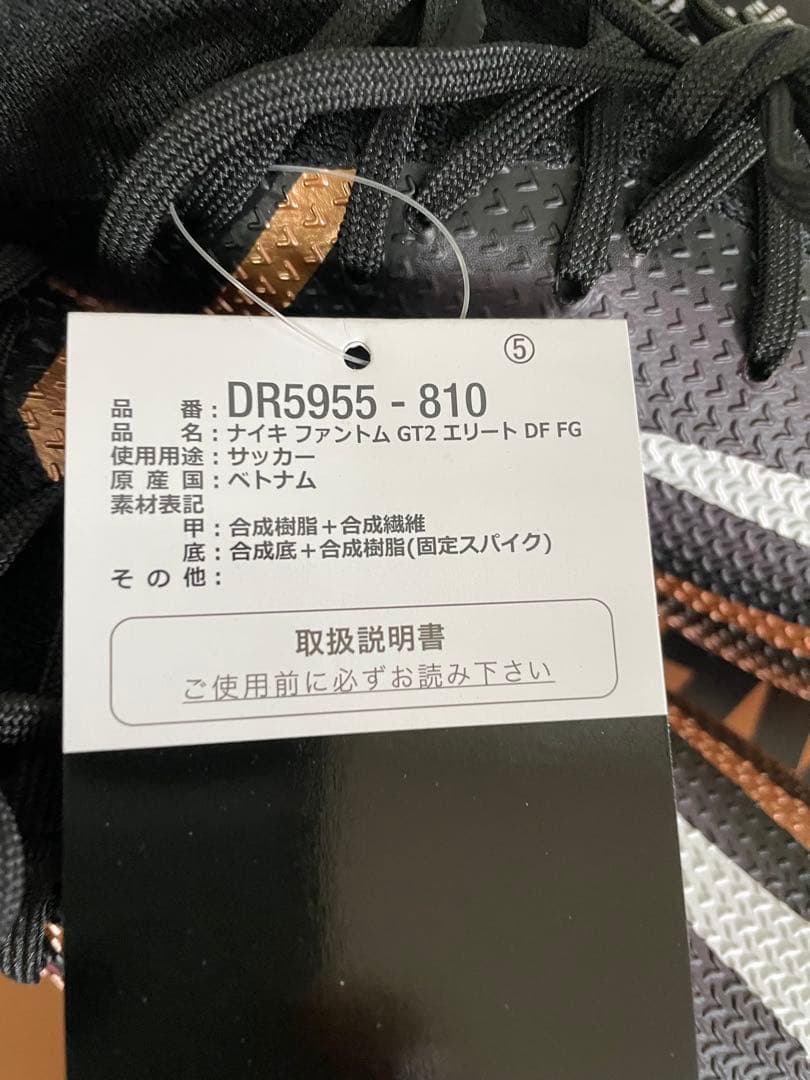 ⑤
品番：DR5955 - 810
品名：ナイキ ファントム GT2 エリート DF FG
使用用途：サッカー
原産国：ベトナム
素材表記
甲：合成樹脂＋合成繊維
底：合成底＋合成樹脂(固定スパイク)
その他：
取扱説明書
ご使用前に必ずお読み下さい